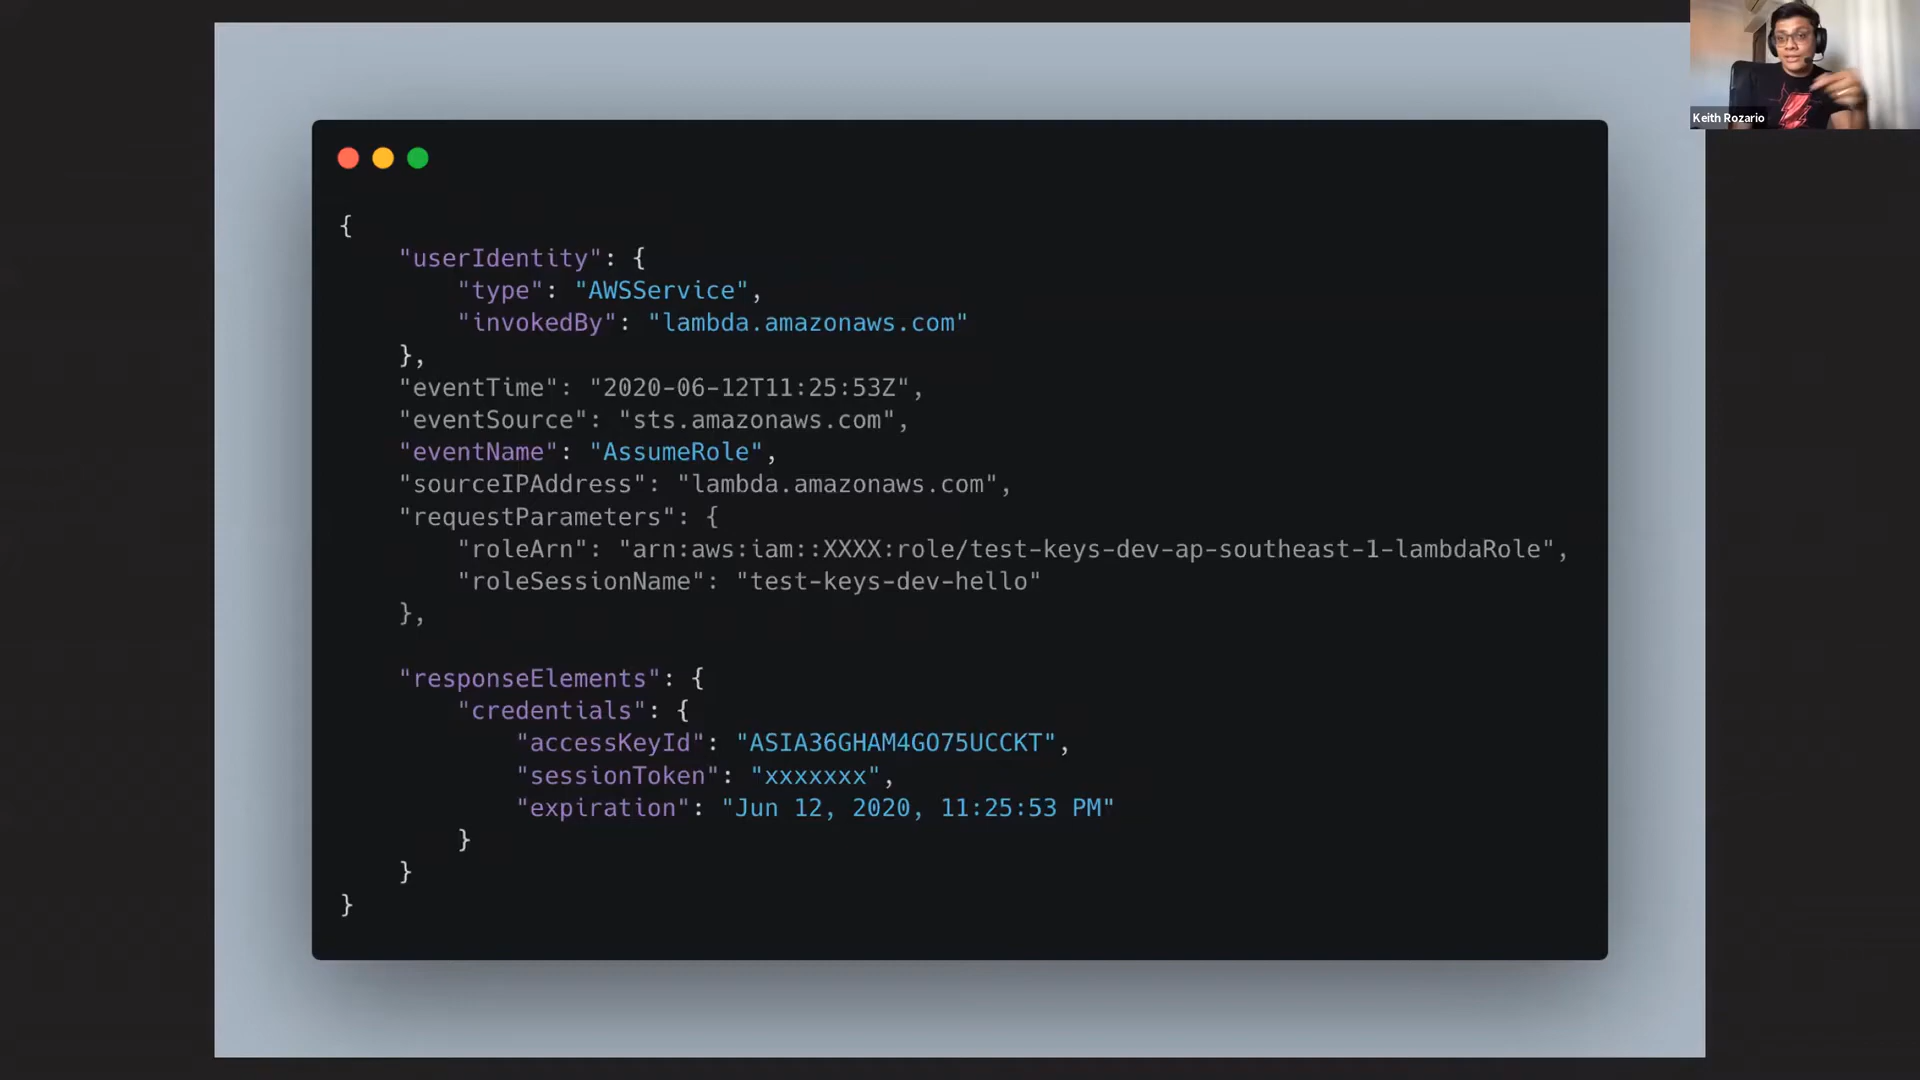 Keith Rozario
{
"userIdentity": {
"type": "AWSService",
"invokedBy": "lambda.amazonaws.com"
},
"eventTime": "2020-06-12T11:25:53Z",
"eventSource": "sts.amazonaws.com",
"eventName": "AssumeRole",
"sourceIPAddress": "lambda.amazonaws.com",
"requestParameters": {
"roleArn": "arn:aws:iam::XXXX:role/test-keys-dev-ap-southeast-1-lambdaRole",
"roleSessionName": "test-keys-dev-hello"
},
"responseElements": {
"credentials": {
"accessKeyId": "ASIA36GHAM4GO75UCCKT",
"sessionToken": "xxxxxxx",
"expiration": "Jun 12, 2020, 11:25:53 PM"
}
}
}